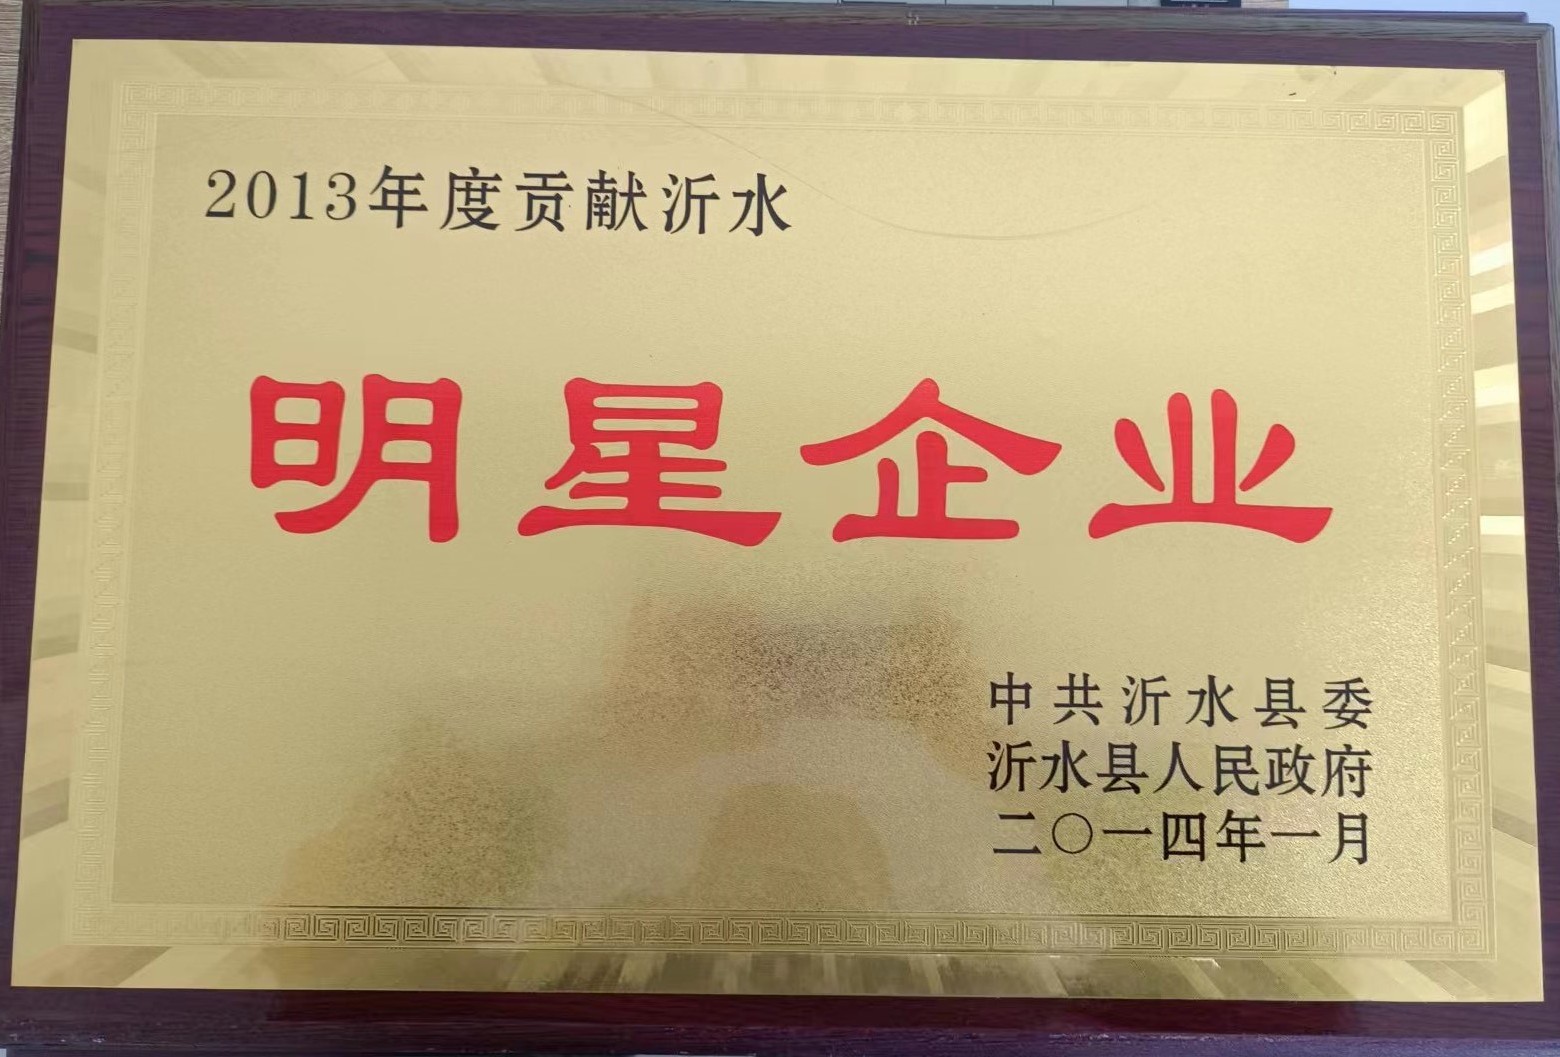 2013年度贡献沂水
明星企业
中共沂水县委
沂水县人民政府
二〇一四年一月